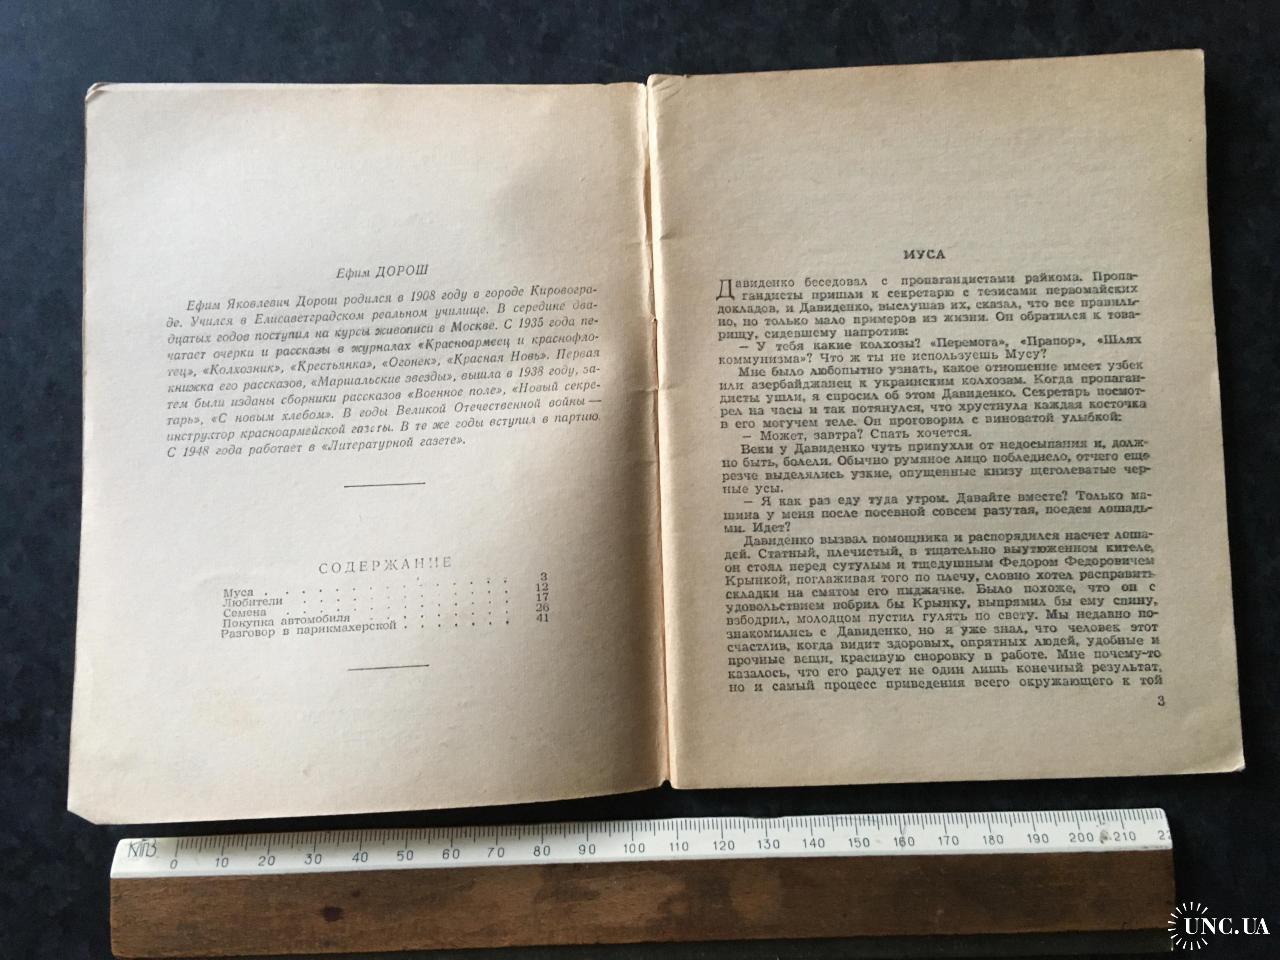 Ефим ДОРОШ
Ефим Яковлевич Дорош родился в 1908 году в городе Кировогра-
де. Учился в Елисаветградском реальном училище. В середине два-
дцатых годов поступил на курсы живописи в Москве. С 1935 года пе-
чатает очерки и рассказы в журналах «Красноармеец и краснофло-
тец», «Колхозник», «Крестьянка», «Огонек», «Красная Новь». Первая
книжка его рассказов, «Маршальские звезды», вышла в 1938 году, за-
тем были изданы сборники рассказов «Военное поле», «Новый секре-
тарь», «С новым хлебом». В годы Великой Отечественной войны —
инструктор красноармейской газеты. В те же годы вступил в партию.
С 1948 года работает в «Литературной газете».
СОДЕРЖАНИЕ
Муса . . . . . . . . . . . . 3
Любители . . . . . . . . . . . 12
Семена . . . . . . . . . . . 17
Покупка автомобиля . . . . . . . . 26
Разговор в парикмахерской . . . . . . 41
МУСА
Давиденко беседовал с пропагандистами райкома. Пропа-
гандисты пришли к секретарю с тезисами первомайских
докладов, и Давиденко, выслушав их, сказал, что все правиль-
но, но только мало примеров из жизни. Он обратился к това-
рищу, сидевшему напротив:
— У тебя какие колхозы? «Перемога», «Прапор», «Шлях
коммунизма»? Что ж ты не используешь Мусу?
Мне было любопытно узнать, какое отношение имеет узбек
или азербайджанец к украинским колхозам. Когда пропаган-
дисты ушли, я спросил об этом Давиденко. Секретарь посмот-
рел на часы и так потянулся, что хрустнула каждая косточка
в его могучем теле. Он проговорил с виноватой улыбкой:
— Может, завтра? Спать хочется.
Веки у Давиденко чуть припухли от недосыпания и, долж-
но быть, болели. Обычно румяное лицо побледнело, отчего еще
резче выделялись узкие, опущенные книзу щеголеватые чер-
ные усы.
— Я как раз еду туда утром. Давайте вместе? Только ма-
шина у меня после посевной совсем разутая, поедем лошадь-
ми. Идет?
Давиденко вызвал помощника и распорядился насчет лоша-
дей. Статный, плечистый, в тщательно выутюженном кителе,
он стоял перед сутулым и тщедушным Федором Федоровичем
Крынкой, поглаживая того по плечу, словно хотел расправить
складки на смятом его пиджачке. Было похоже, что он с
удовольствием побрил бы Крынку, выпрямил бы ему спину,
взбодрил, молодцом пустил гулять по свету. Мы недавно по-
знакомились с Давиденко, но я уже знал, что человек этот
счастлив, когда видит здоровых, опрятных людей, удобные и
прочные вещи, красивую сноровку в работе. Мне почему-то
казалось, что его радует не один лишь конечный результат,
но и самый процесс приведения всего окружающего к той
3
0 10 20 30 40 50 60 70 80 90 100 110 120 130 140 150 160 170 180 190 200 210 22
UNC.UA